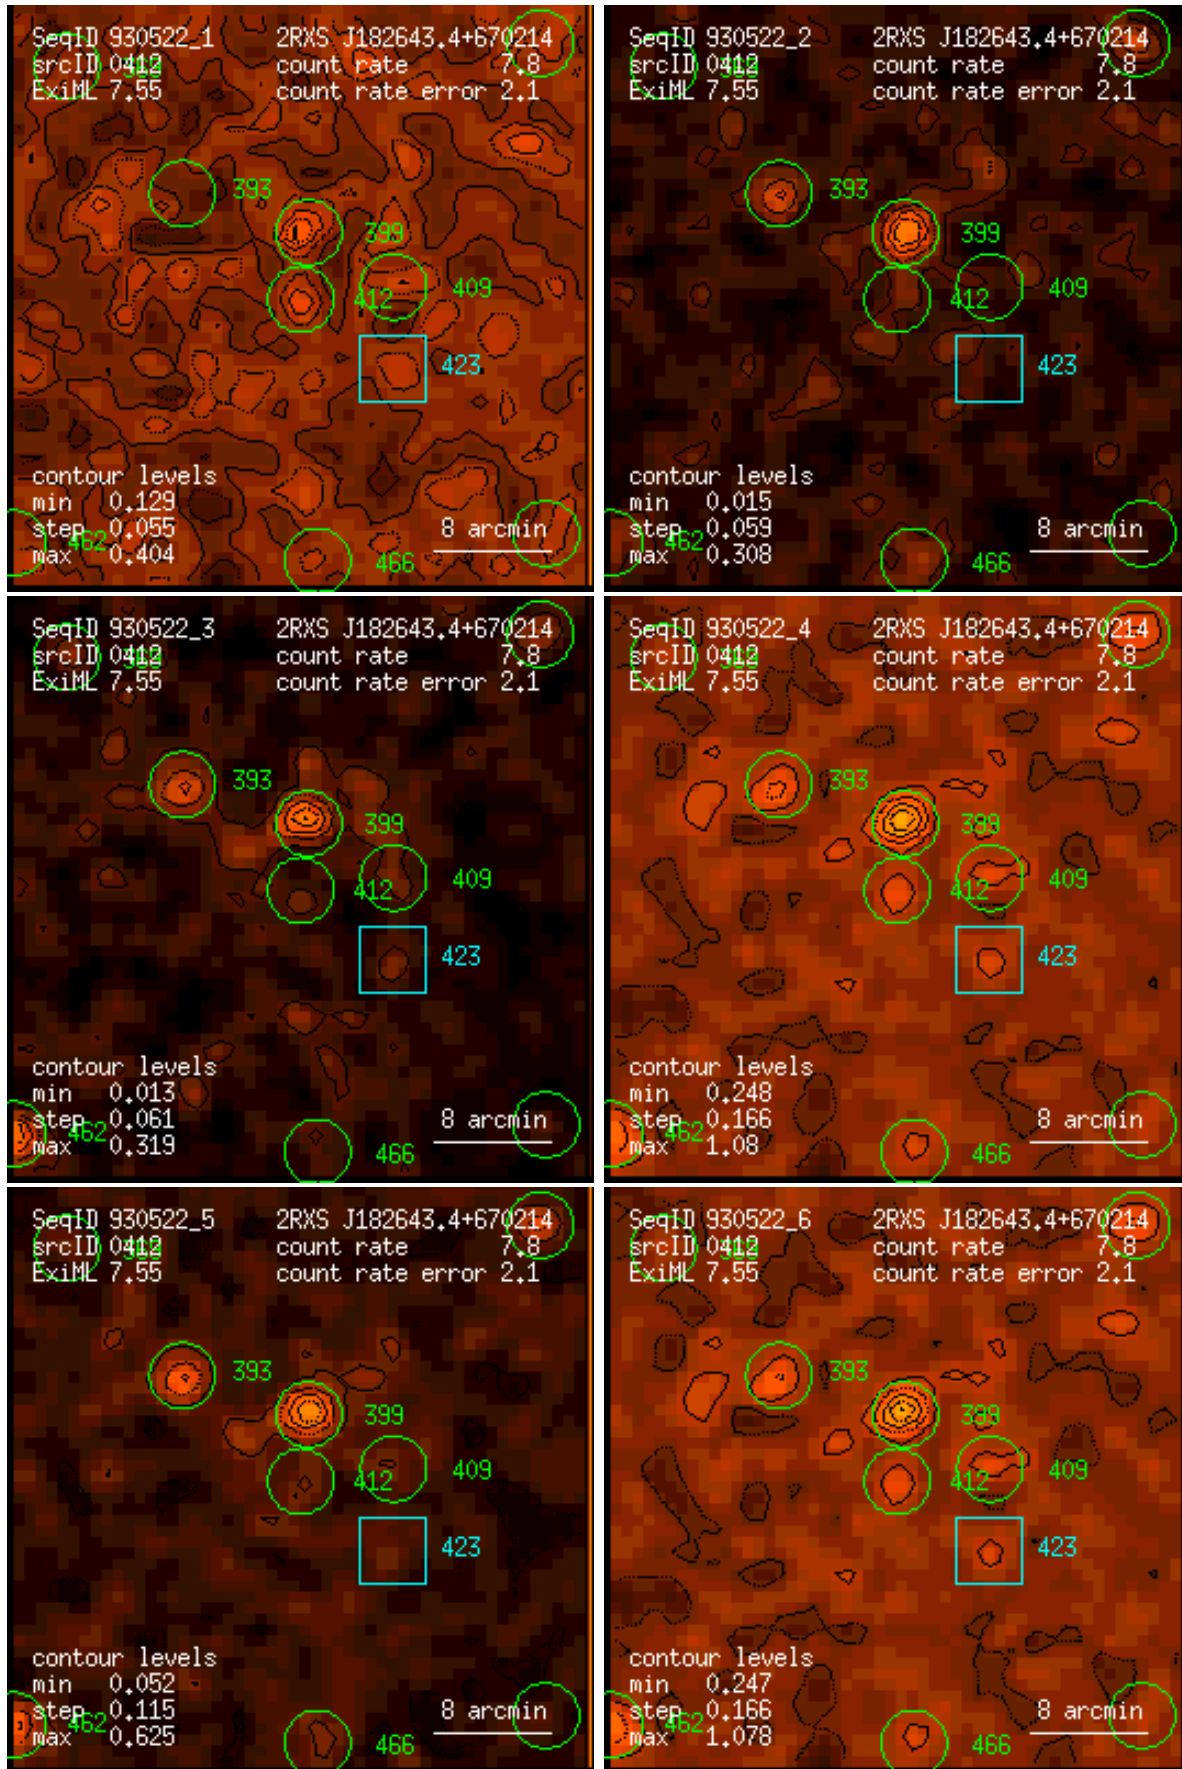 SeqID 930522_1 2RXS J182643.4+670214
srcID 0412 count rate 7.8
ExiML 7.55 count rate error 2.1
393
399
412 409
423
contour levels
min 0.129
step 0.055 8 arcmin
max 0.404
462
466
SeqID 930522_2 2RXS J182643.4+670214
srcID 0412 count rate 7.8
ExiML 7.55 count rate error 2.1
393
399
412 409
423
contour levels
min 0.015
step 0.059 8 arcmin
max 0.308
462
466
SeqID 930522_3 2RXS J182643.4+670214
srcID 0412 count rate 7.8
ExiML 7.55 count rate error 2.1
393
399
412 409
423
contour levels
min 0.013
step 0.061 8 arcmin
max 0.319
462
466
SeqID 930522_4 2RXS J182643.4+670214
srcID 0412 count rate 7.8
ExiML 7.55 count rate error 2.1
393
399
412 409
423
contour levels
min 0.248
step 0.166 8 arcmin
max 1.08
462
466
SeqID 930522_5 2RXS J182643.4+670214
srcID 0412 count rate 7.8
ExiML 7.55 count rate error 2.1
393
399
412 409
423
contour levels
min 0.052
step 0.115 8 arcmin
max 0.625
462
466
SeqID 930522_6 2RXS J182643.4+670214
srcID 0412 count rate 7.8
ExiML 7.55 count rate error 2.1
393
399
412 409
423
contour levels
min 0.247
step 0.166 8 arcmin
max 1.078
462
466